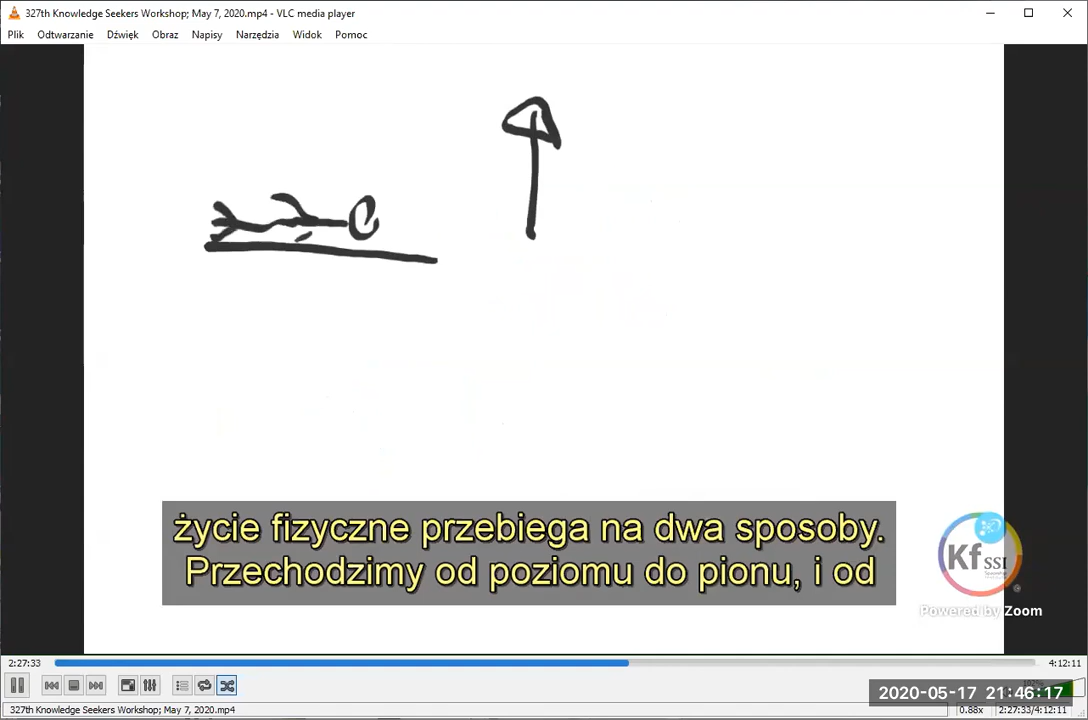 327th Knowledge Seekers Workshop; May 7, 2020.mp4 - VLC media player
Plik Odtwarzanie Dźwięk Obraz Napisy Narzędzia Widok Pomoc
życie fizyczne przebiega na dwa sposoby.
Przechodzimy od poziomu do pionu, i od
Kf SSI
Powered by Zoom
2:27:33 4:12:11
2020-05-17 21:46:17
327th Knowledge Seekers Workshop; May 7, 2020.mp4 0.88x 2:27:33/4:12:11